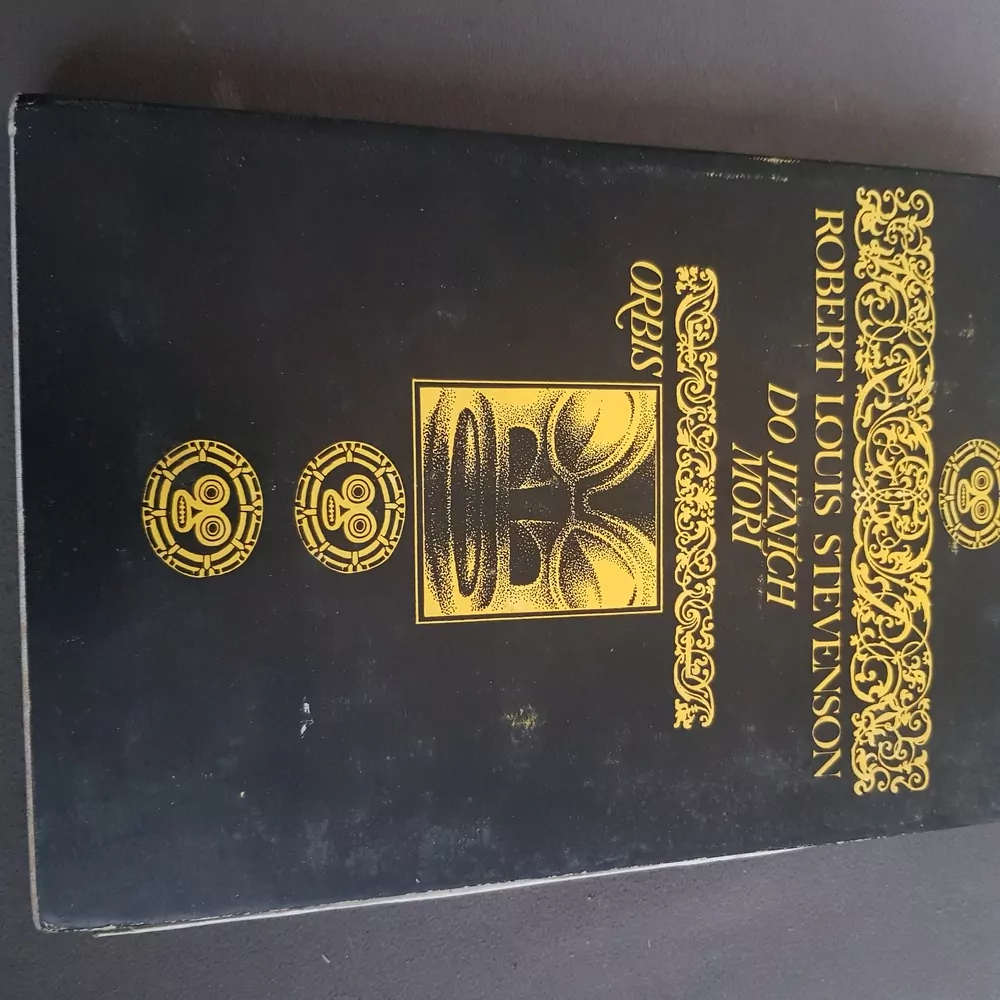 ROBERT LOUIS STEVENSON
DO JIŽNÍCH
MOŘÍ
ORBIS